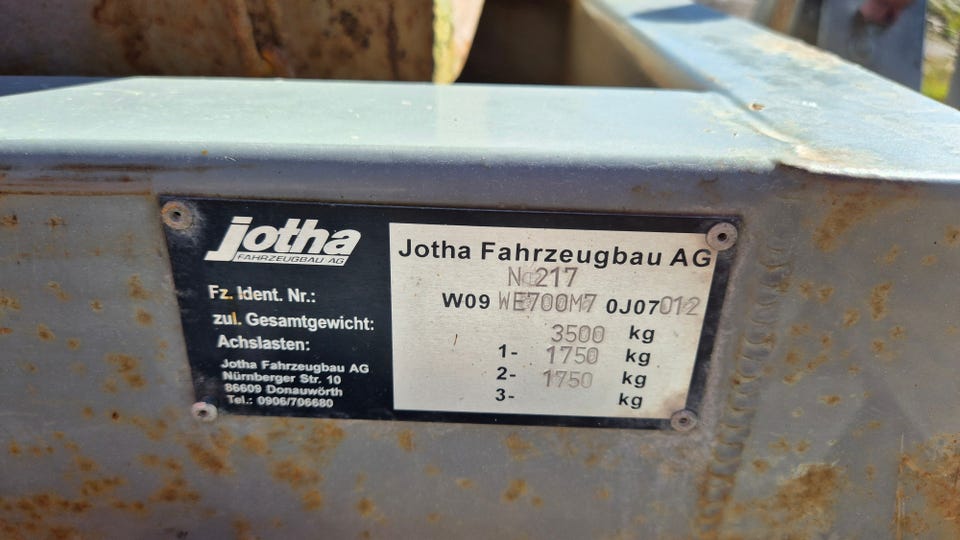 jotha
FAHRZEUGBAU AG
Fz. Ident. Nr.:
zul. Gesamtgewicht:
Achslasten:
Jotha Fahrzeugbau AG
Nürnberger Str. 10
86609 Donauwörth
Tel.: 0906/706680
Jotha Fahrzeugbau AG
217
W09 WE700M7 0J07012
3500 kg
1- 1750 kg
2- 1750 kg
3- kg